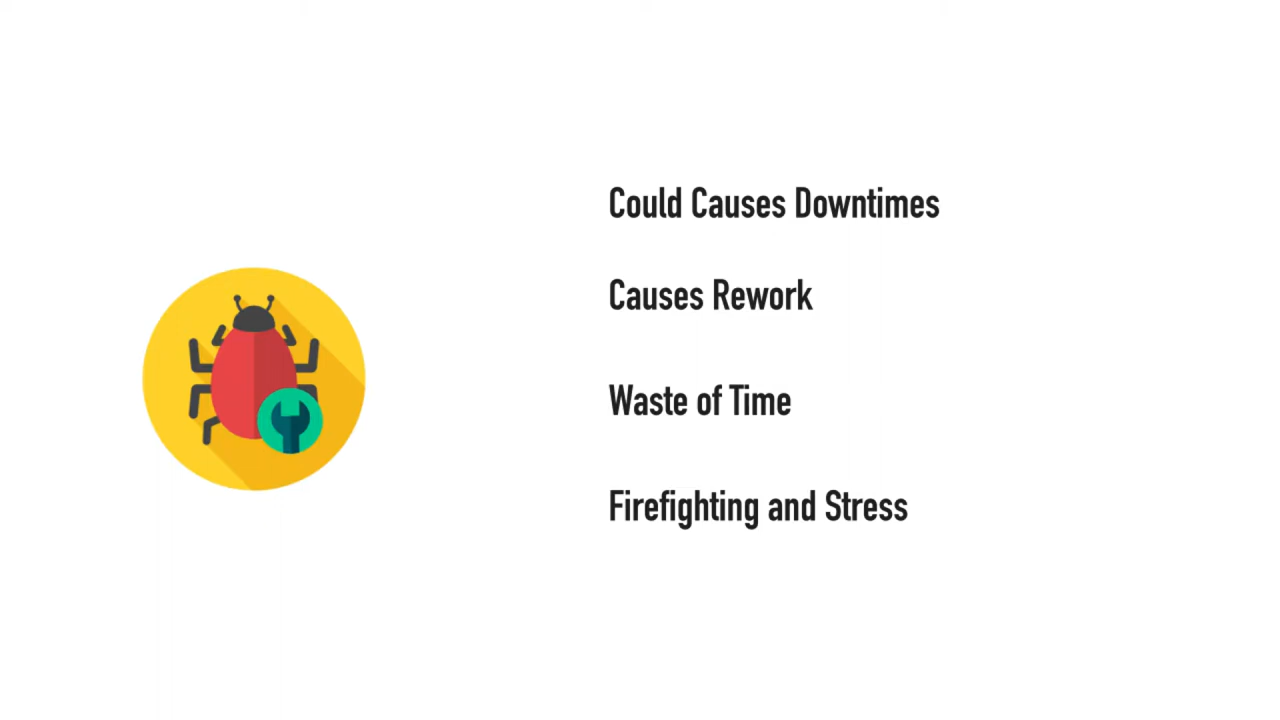 Could Causes Downtimes
Causes Rework
Waste of Time
Firefighting and Stress